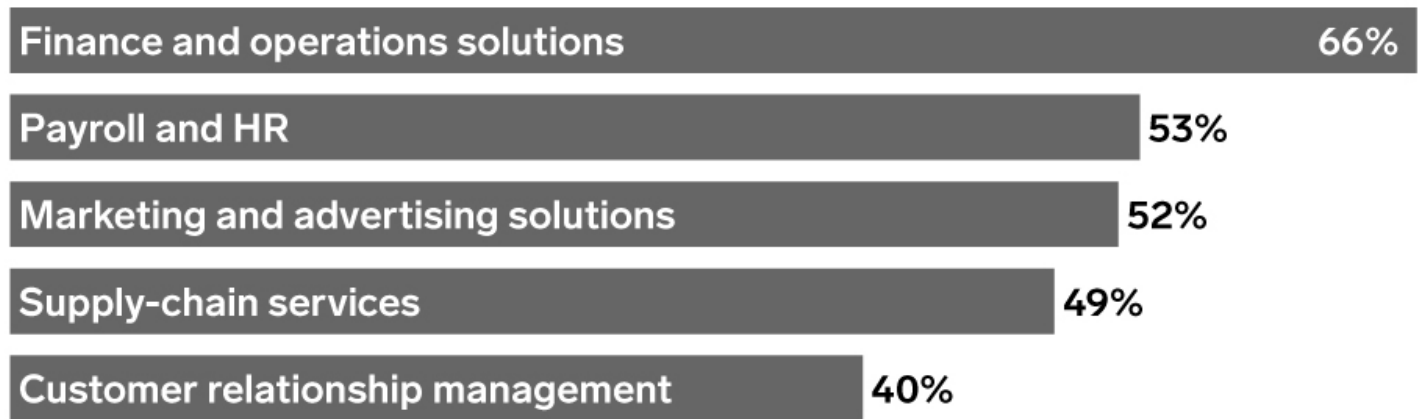 Finance and operations solutions 66%
Payroll and HR 53%
Marketing and advertising solutions 52%
Supply-chain services 49%
Customer relationship management 40%